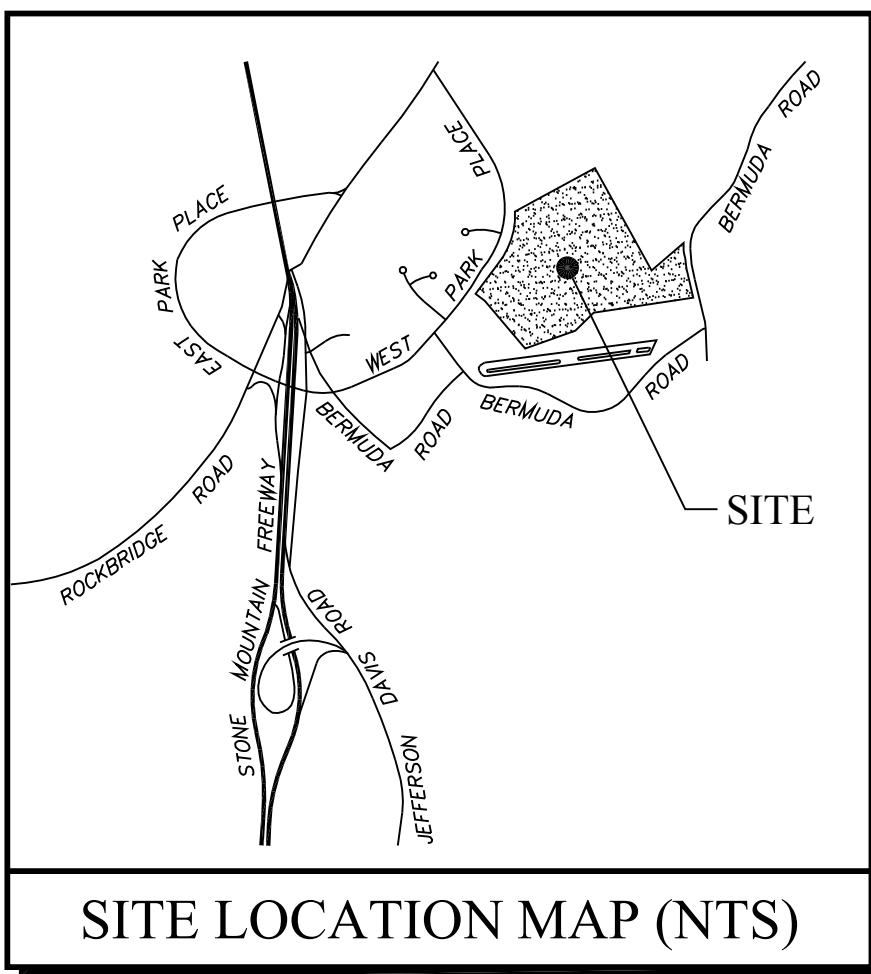 PLACE
ROAD
BERMUDA
PLACE
PARK
EAST
PARK
WEST
BERMUDA
ROAD
BERMUDA
ROAD
SITE
ROCKBRIDGE
ROAD
STONE
MOUNTAIN
FREEWAY
JEFFERSON
DAVIS
ROAD
SITE LOCATION MAP (NTS)